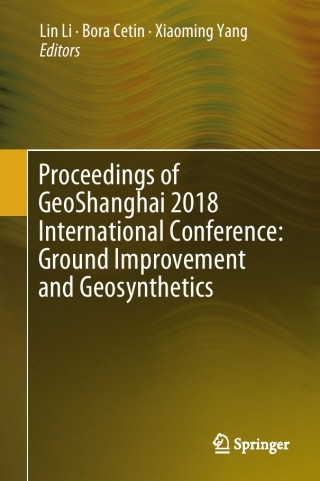 Lin Li · Bora Cetin · Xiaoming Yang
Editors
Proceedings of
GeoShanghai 2018
International Conference:
Ground Improvement
and Geosynthetics
Springer